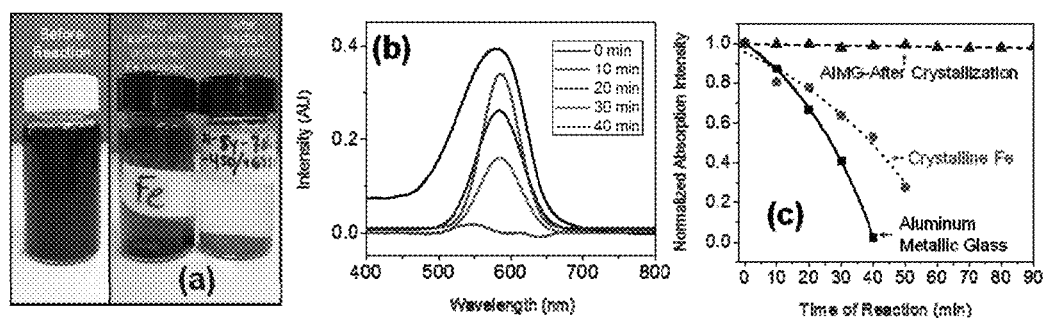 Before
Reaction
Fe
(a)
(b)
0 min
10 min
20 min
30 min
40 min
Intensity (AU)
0.4
0.2
0.0
400 500 600 700 800
Wavelength (nm)
(c)
Normalized Absorption Intensity
1.0
0.8
0.6
0.4
0.2
0.0
AlMG-After Crystallization
Crystalline Fe
Aluminum
Metallic Glass
0 10 20 30 40 50 60 70 80 90
Time of Reaction (min)